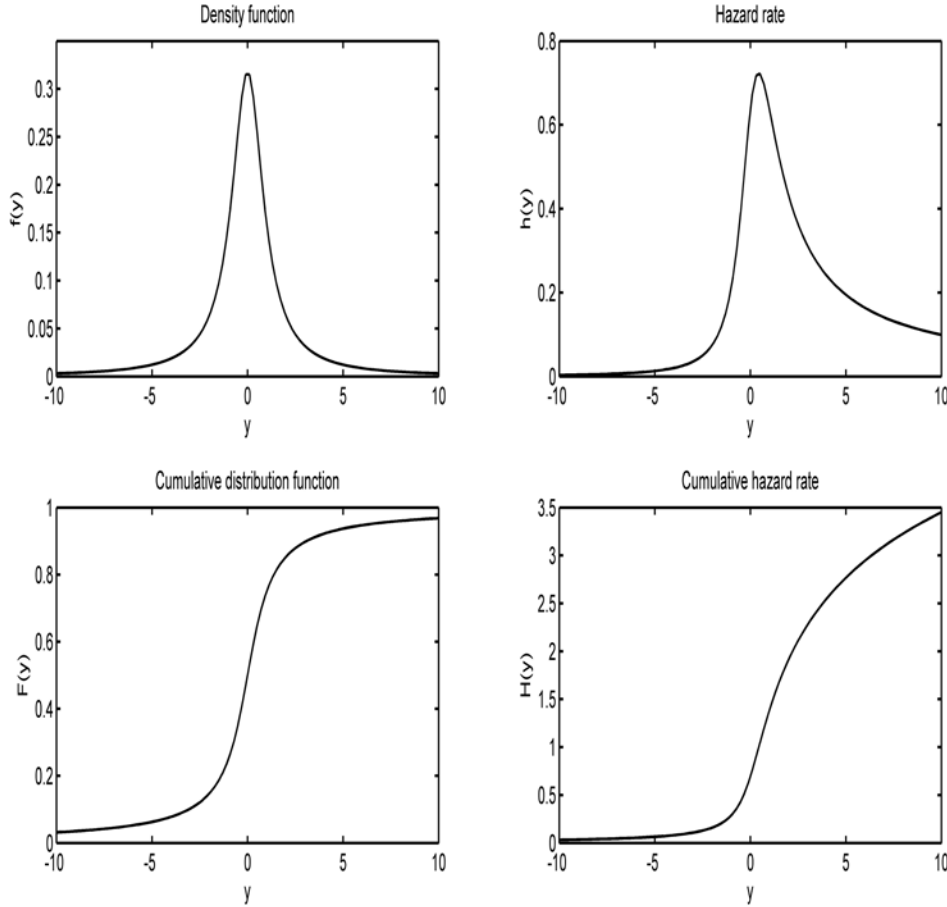 Density function
0.3
0.25
0.2
0.15
0.1
0.05
0
f(y)
-10 -5 0 5 10
y
Hazard rate
0.8
0.6
0.4
0.2
0
h(y)
-10 -5 0 5 10
y
Cumulative distribution function
1
0.8
0.6
0.4
0.2
0
F(y)
-10 -5 0 5 10
y
Cumulative hazard rate
3.5
3
2.5
2
1.5
1
0.5
0
H(y)
-10 -5 0 5 10
y